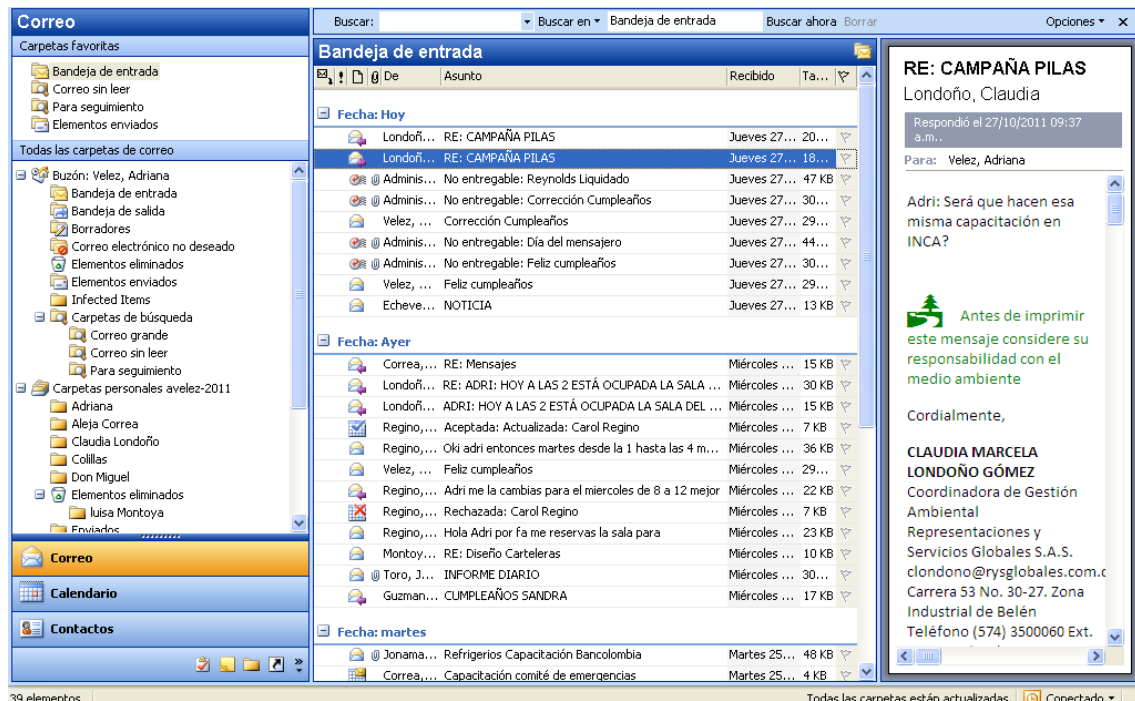 Correo
Carpetas favoritas
Bandeja de entrada
Correo sin leer
Para seguimiento
Elementos enviados
Todas las carpetas de correo
Buzón: Velez, Adriana
Bandeja de entrada
Bandeja de salida
Borradores
Correo electrónico no deseado
Elementos eliminados
Elementos enviados
Infected Items
Carpetas de búsqueda
Correo grande
Correo sin leer
Para seguimiento
Carpetas personales avelez-2011
Adriana
Aleja Correa
Claudia Londoño
Colillas
Don Miguel
Elementos eliminados
luisa Montoya
Enviados
Correo
Calendario
Contactos
39 elementos
Buscar: Buscar en Bandeja de entrada Buscar ahora Borrar Opciones
Bandeja de entrada
De Asunto Recibido Ta...
Fecha: Hoy
Londoñ... RE: CAMPAÑA PILAS Jueves 27... 20...
Londoñ... RE: CAMPAÑA PILAS Jueves 27... 18...
Adminis... No entregable: Reynolds Liquidado Jueves 27... 47 KB
Adminis... No entregable: Corrección Cumpleaños Jueves 27... 30...
Velez, ... Corrección Cumpleaños Jueves 27... 29...
Adminis... No entregable: Día del mensajero Jueves 27... 44...
Adminis... No entregable: Feliz cumpleaños Jueves 27... 30...
Velez, ... Feliz cumpleaños Jueves 27... 29...
Echeve... NOTICIA Jueves 27... 13 KB
Fecha: Ayer
Correa,... RE: Mensajes Miércoles ... 15 KB
Londoñ... RE: ADRI: HOY A LAS 2 ESTÁ OCUPADA LA SALA ... Miércoles ... 30 KB
Londoñ... ADRI: HOY A LAS 2 ESTÁ OCUPADA LA SALA DEL ... Miércoles ... 15 KB
Regino,... Aceptada: Actualizada: Carol Regino Miércoles ... 7 KB
Regino,... Oki adri entonces martes desde la 1 hasta las 4 m... Miércoles ... 36 KB
Velez, ... Feliz cumpleaños Miércoles ... 29...
Regino,... Adri me la cambias para el miercoles de 8 a 12 mejor Miércoles ... 22 KB
Regino,... Rechazada: Carol Regino Miércoles ... 7 KB
Regino,... Hola Adri por fa me reservas la sala para Miércoles ... 23 KB
Montoy... RE: Diseño Carteleras Miércoles ... 10 KB
Toro, J... INFORME DIARIO Miércoles ... 30...
Guzman... CUMPLEAÑOS SANDRA Miércoles ... 17 KB
Fecha: martes
Jonama... Refrigerios Capacitación Bancolombia Martes 25... 48 KB
Correa,... Capacitación comité de emergencias Martes 25... 4 KB
RE: CAMPAÑA PILAS
Londoño, Claudia
Respondió el 27/10/2011 09:37
a.m..
Para: Velez, Adriana
Adri: Será que hacen esa
misma capacitación en
INCA?
Antes de imprimir
este mensaje considere su
responsabilidad con el
medio ambiente
Cordialmente,
CLAUDIA MARCELA
LONDOÑO GÓMEZ
Coordinadora de Gestión
Ambiental
Representaciones y
Servicios Globales S.A.S.
clondono@rysglobales.com.c
Carrera 53 No. 30-27. Zona
Industrial de Belén
Teléfono (574) 3500060 Ext.
Todas las carpetas están actualizadas. Conectado